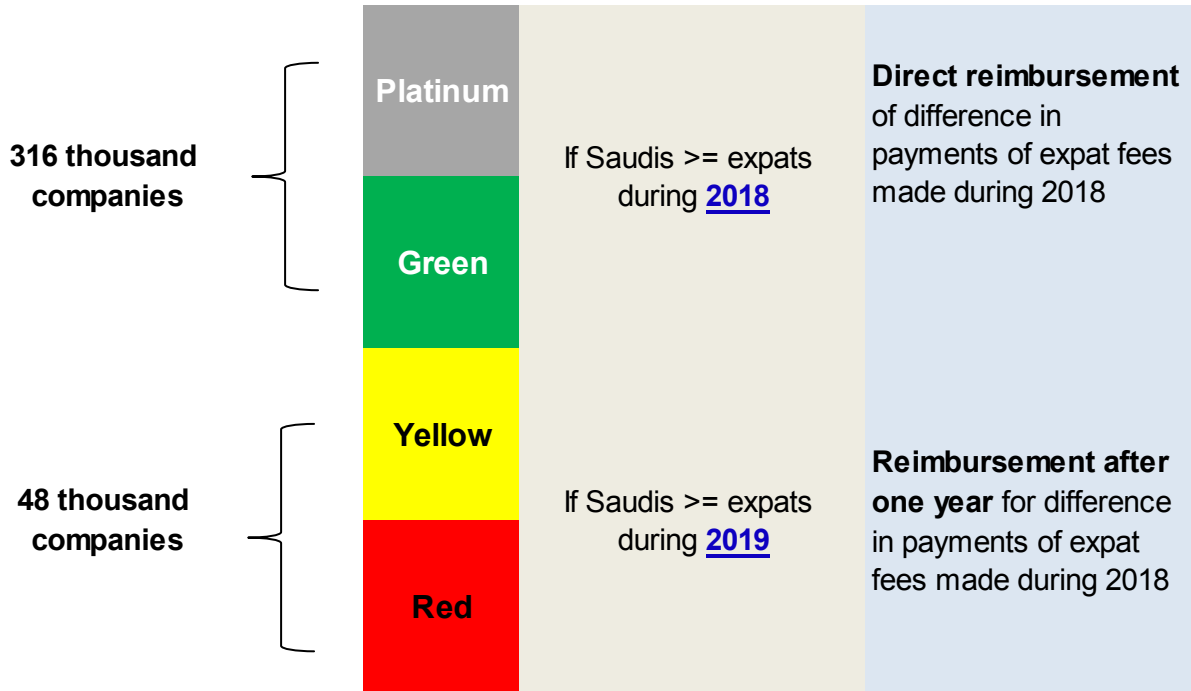 316 thousand
companies
Platinum
Green
If Saudis >= expats
during 2018
Direct reimbursement
of difference in
payments of expat fees
made during 2018
48 thousand
companies
Yellow
Red
If Saudis >= expats
during 2019
Reimbursement after
one year for difference
in payments of expat
fees made during 2018